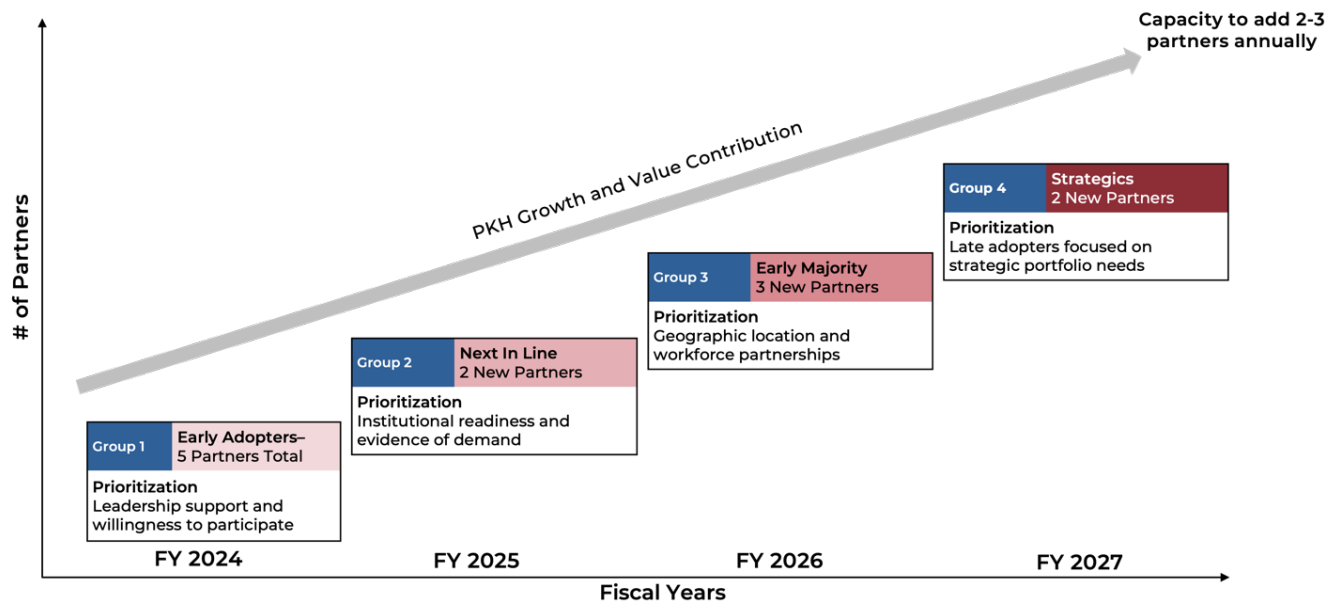 Capacity to add 2-3
partners annually
PKH Growth and Value Contribution
# of Partners
Group 4
Strategics
2 New Partners
Prioritization
Late adopters focused on
strategic portfolio needs
Group 3
Early Majority
3 New Partners
Prioritization
Geographic location and
workforce partnerships
Group 2
Next In Line
2 New Partners
Prioritization
Institutional readiness and
evidence of demand
Group 1
Early Adopters–
5 Partners Total
Prioritization
Leadership support and
willingness to participate
FY 2024
FY 2025
FY 2026
FY 2027
Fiscal Years